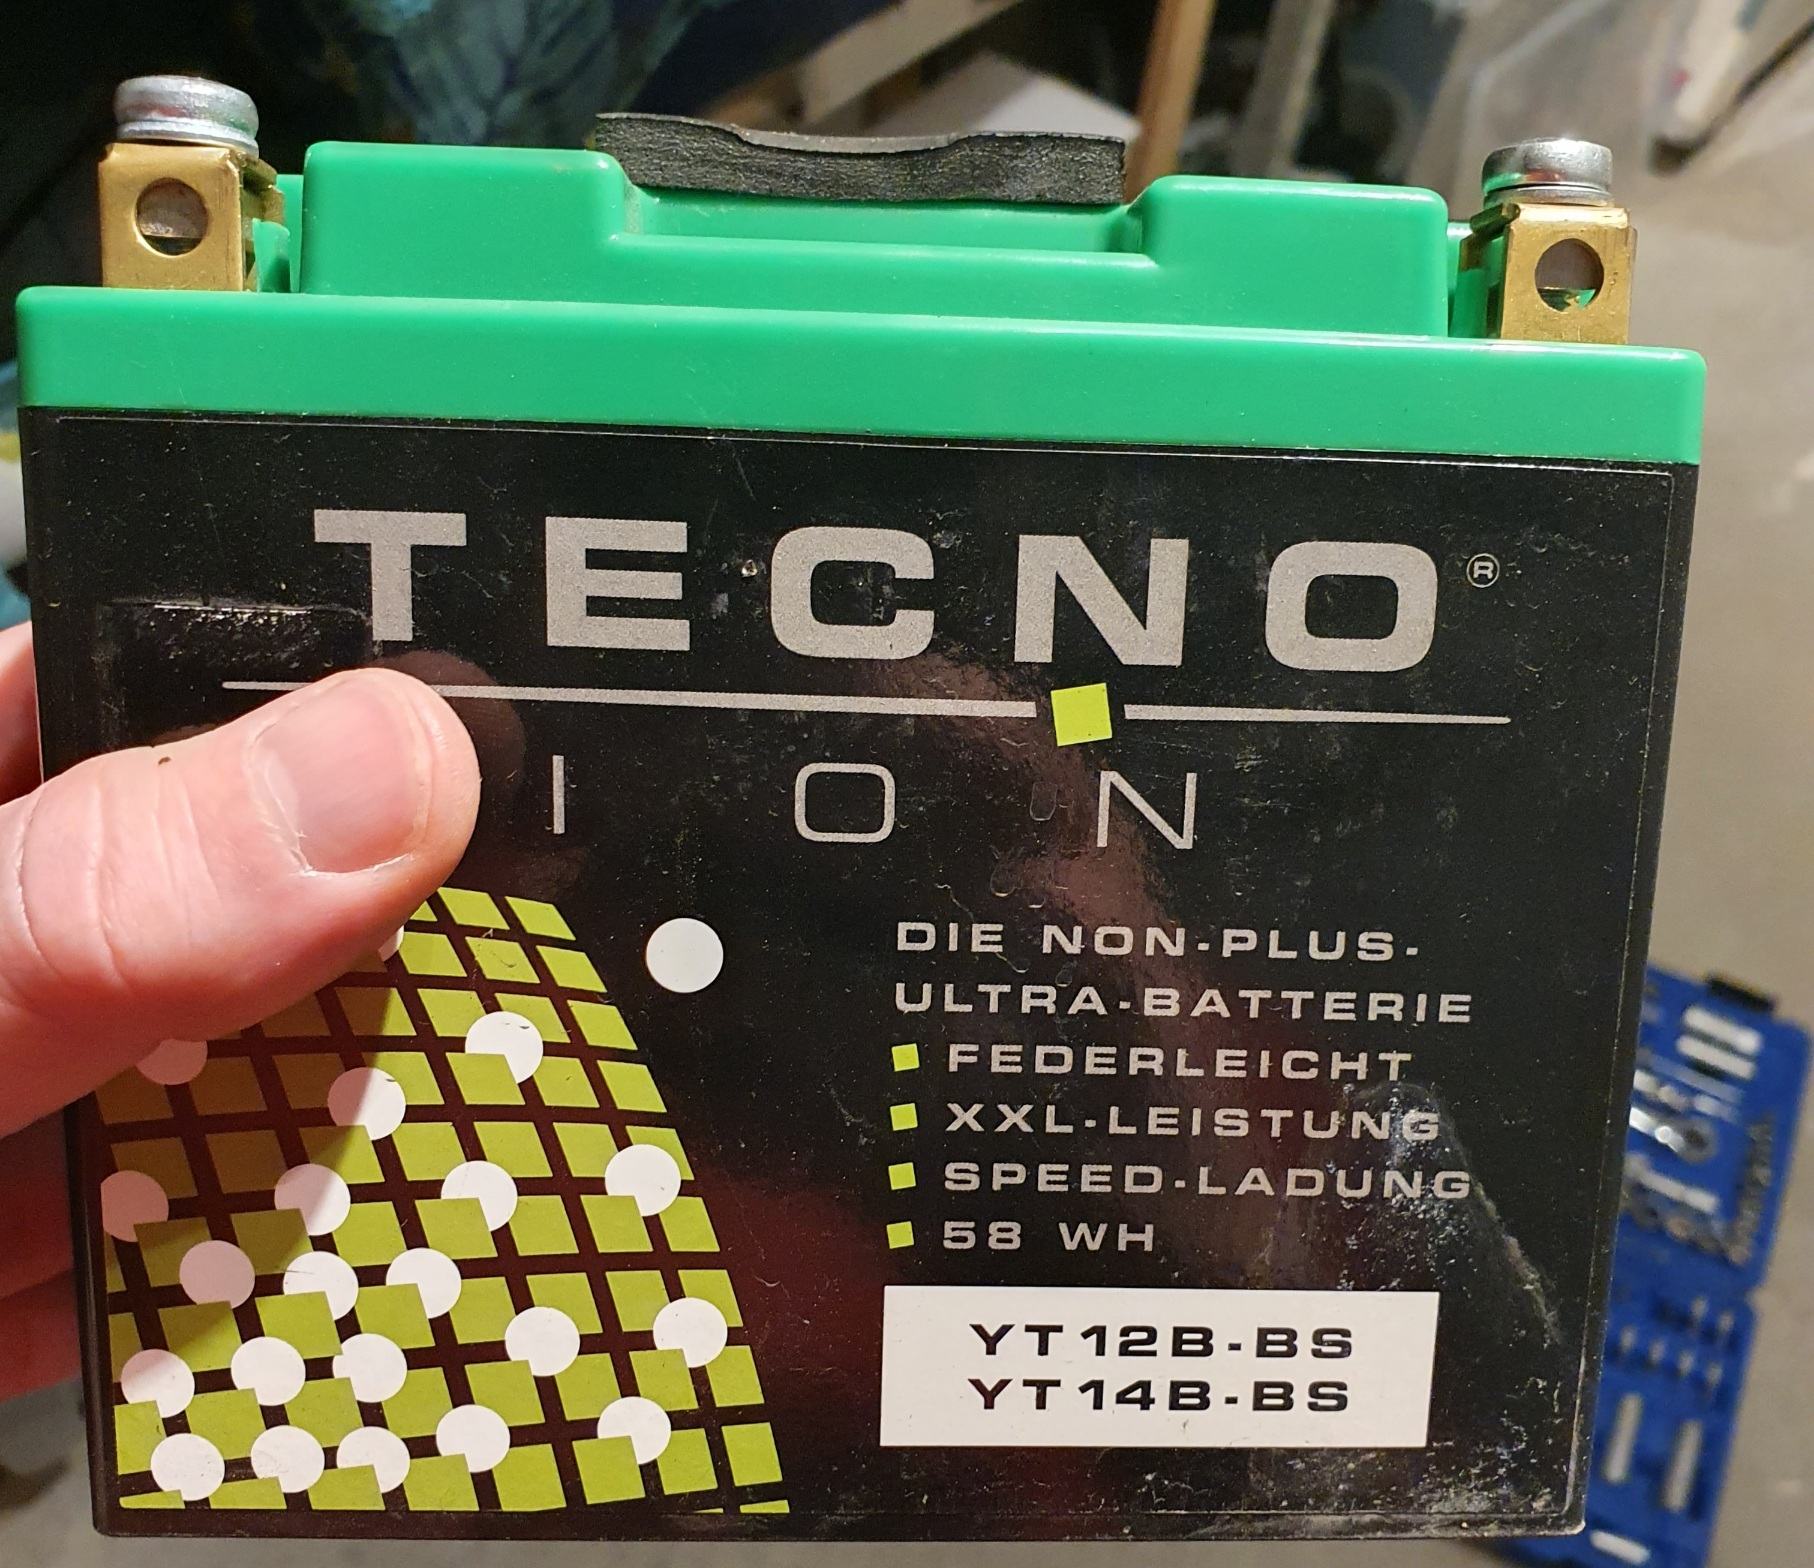 TECNO®
ION
DIE NON-PLUS-
ULTRA-BATTERIE
FEDERLEICHT
XXL-LEISTUNG
SPEED-LADUNG
58 WH
YT12B-BS
YT14B-BS